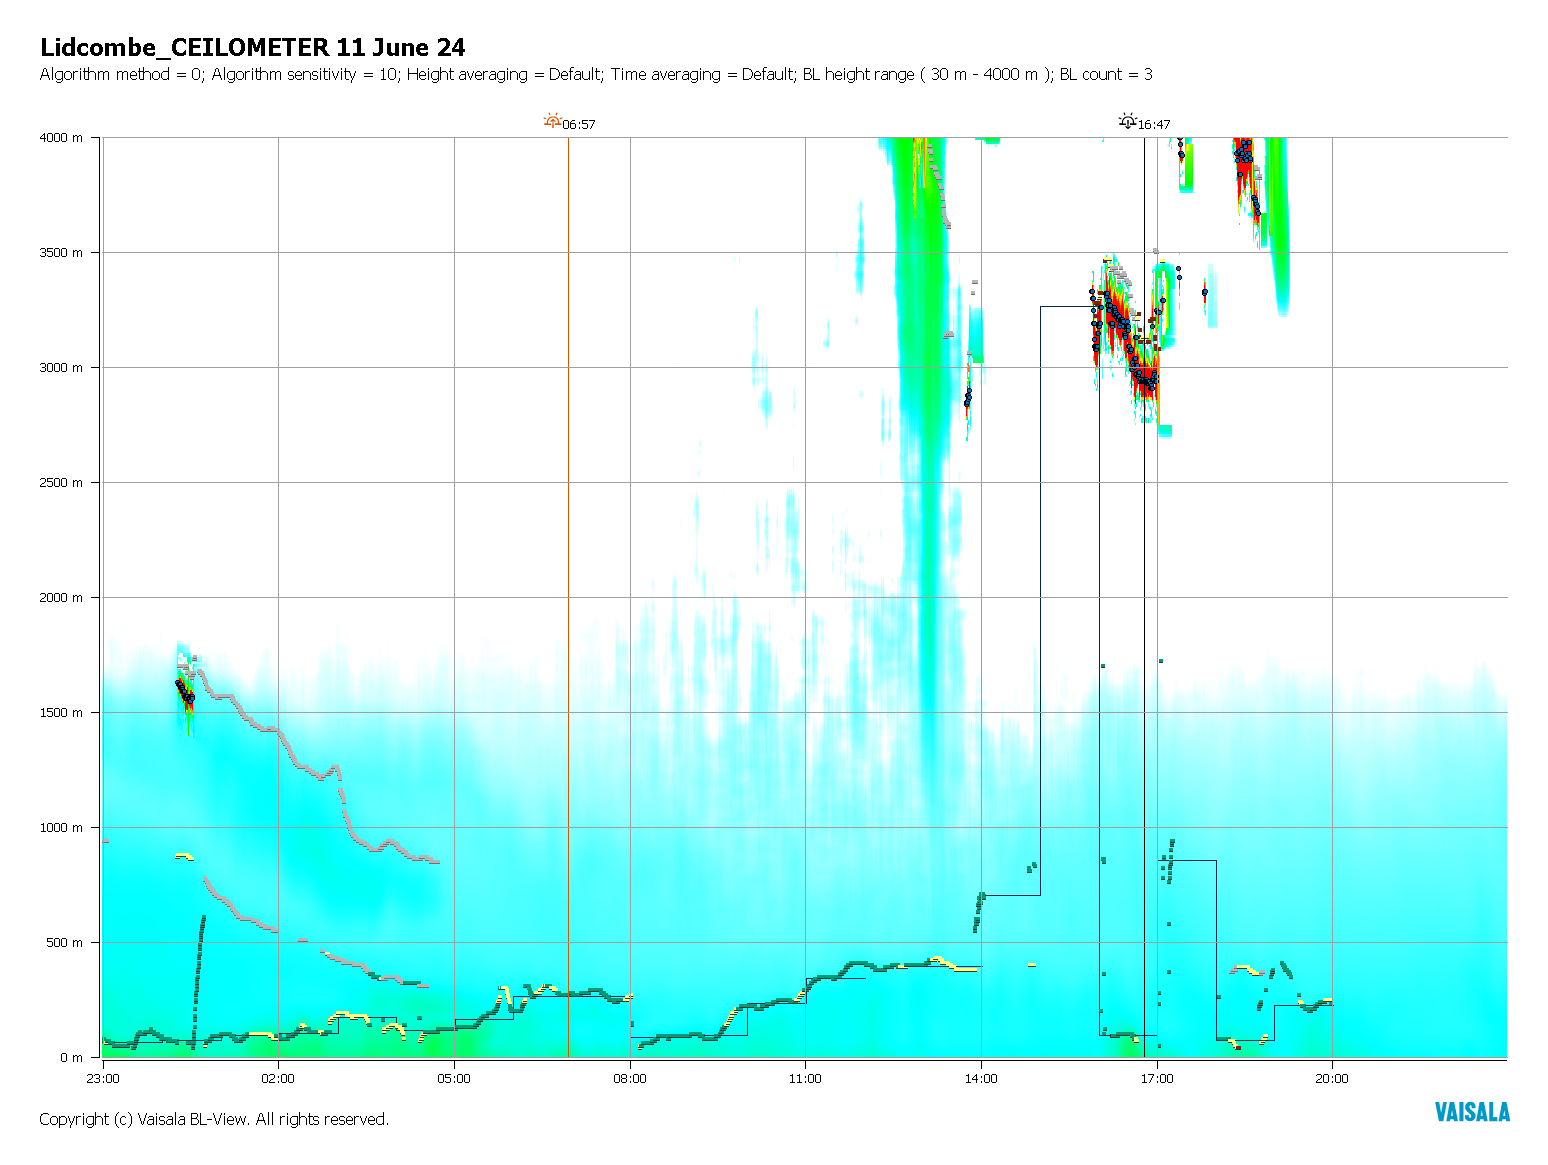 Lidcombe_CEILOMETER 11 June 24
Algorithm method = 0; Algorithm sensitivity = 10; Height averaging = Default; Time averaging = Default; BL height range ( 30 m - 4000 m ); BL count = 3
06:57 16:47
4000 m
3500 m
3000 m
2500 m
2000 m
1500 m
1000 m
500 m
0 m
23:00 02:00 05:00 08:00 11:00 14:00 17:00 20:00
Copyright (c) Vaisala BL-View. All rights reserved.
VAISALA